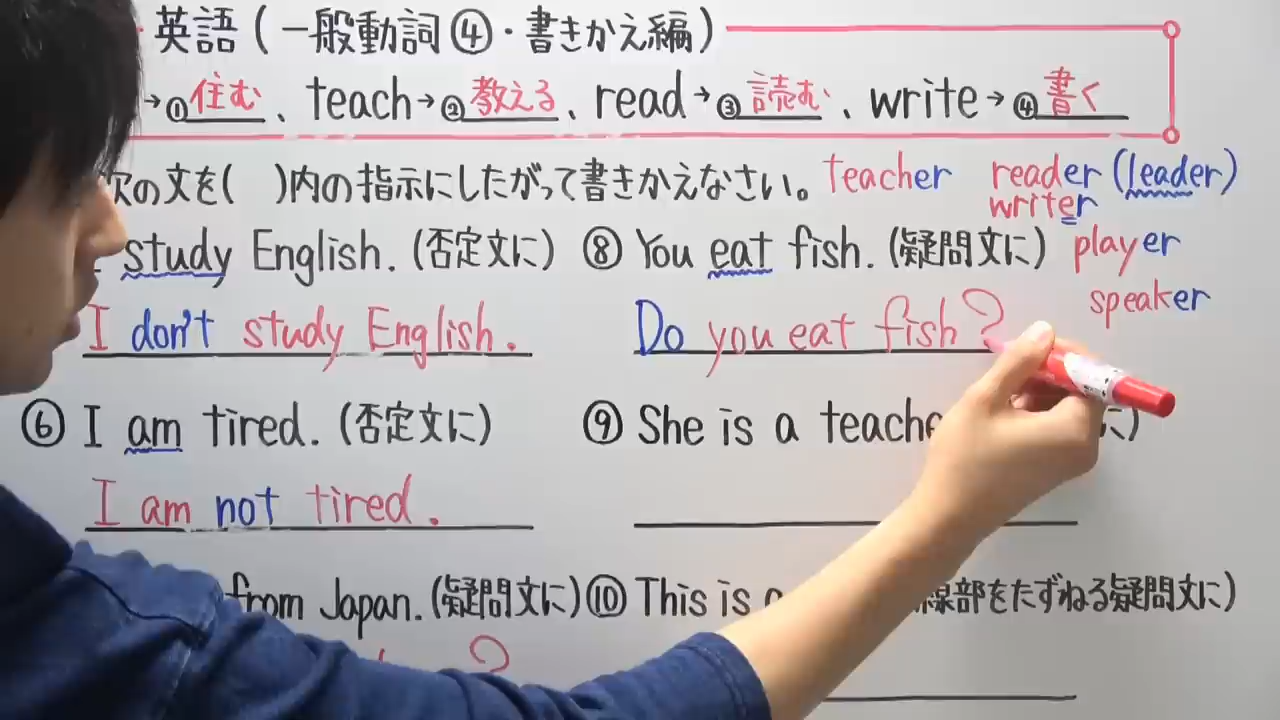 英語(一般動詞④・書きかえ編)
→①住む、teach→②教える、read→③読む、write→④書く
次の文を( )内の指示にしたがって書きかえなさい。
teacher reader (leader)
writer
player
speaker
study English.(否定文に)
I don't study English.
⑧ You eat fish.(疑問文に)
Do you eat fish?
⑥ I am tired.(否定文に)
I am not tired.
⑨ She is a に)
from Japan.(疑問文に)
?
⑩ This is 線部をたずねる疑問文に)